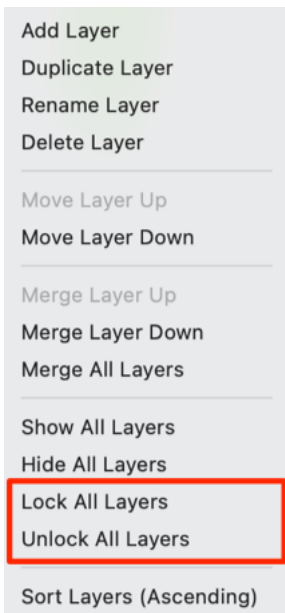 Add Layer
Duplicate Layer
Rename Layer
Delete Layer
Move Layer Up
Move Layer Down
Merge Layer Up
Merge Layer Down
Merge All Layers
Show All Layers
Hide All Layers
Lock All Layers
Unlock All Layers
Sort Layers (Ascending)